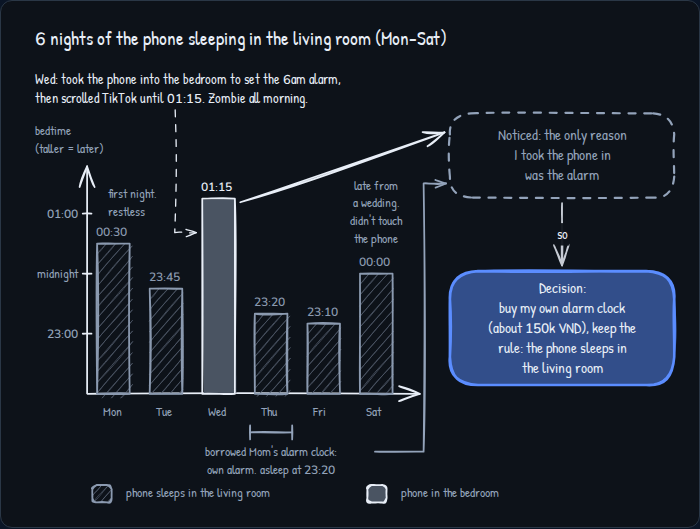 6 nights of the phone sleeping in the living room (Mon-Sat)
Wed: took the phone into the bedroom to set the 6am alarm,
then scrolled TikTok until 01:15. Zombie all morning.
bedtime
(taller = later)
01:00
midnight
23:00
first night.
restless
00:30
23:45
01:15
23:20
23:10
late from
a wedding.
didn't touch
the phone
00:00
Mon
Tue
Wed
Thu
Fri
Sat
borrowed Mom's alarm clock:
own alarm. asleep at 23:20
phone sleeps in the living room
phone in the bedroom
Noticed: the only reason
I took the phone in
was the alarm
so
Decision:
buy my own alarm clock
(about 150k VND), keep the
rule: the phone sleeps in
the living room